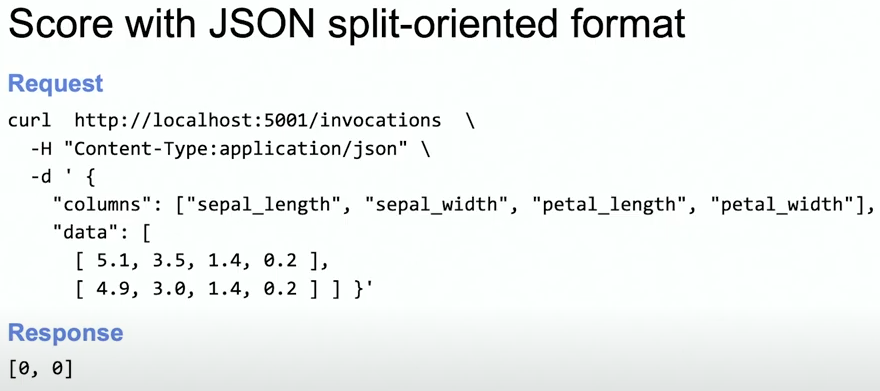 Score with JSON split-oriented format
Request
curl  http://localhost:5001/invocations  \
  -H "Content-Type:application/json" \
  -d ' {
    "columns": ["sepal_length", "sepal_width", "petal_length", "petal_width"],
    "data": [
      [ 5.1, 3.5, 1.4, 0.2 ],
      [ 4.9, 3.0, 1.4, 0.2 ] ] }'
Response
[0, 0]